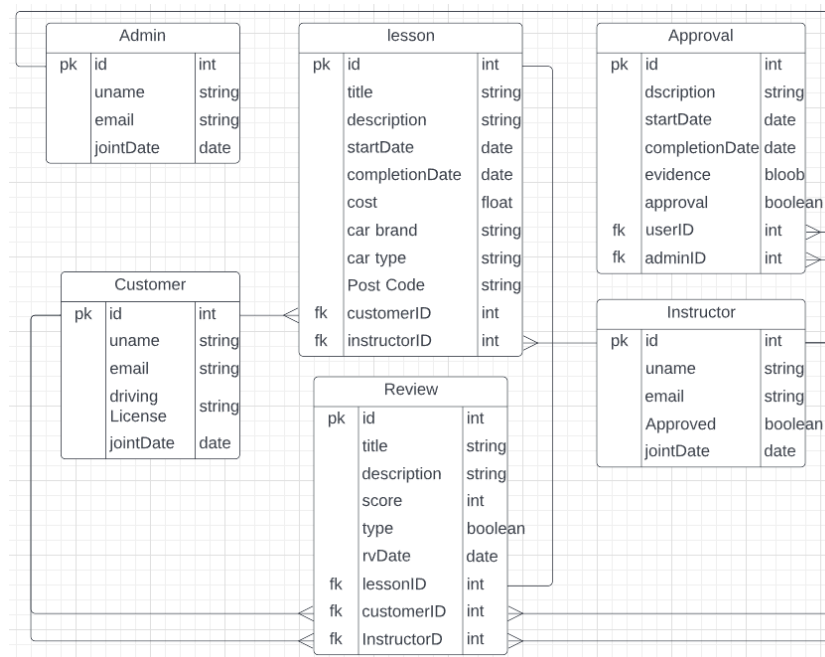 Admin
pk id int
uname string
email string
jointDate date
lesson
pk id int
title string
description string
startDate date
completionDate date
cost float
car brand string
car type string
Post Code string
fk customerID int
fk instructorID int
Approval
pk id int
dscription string
startDate date
completionDate date
evidence bloob
approval boolean
fk userID int
fk adminID int
Customer
pk id int
uname string
email string
driving
License string
jointDate date
Instructor
pk id int
uname string
email string
Approved boolean
jointDate date
Review
pk id int
title string
description string
score int
type boolean
rvDate date
fk lessonID int
fk customerID int
fk InstructorD int